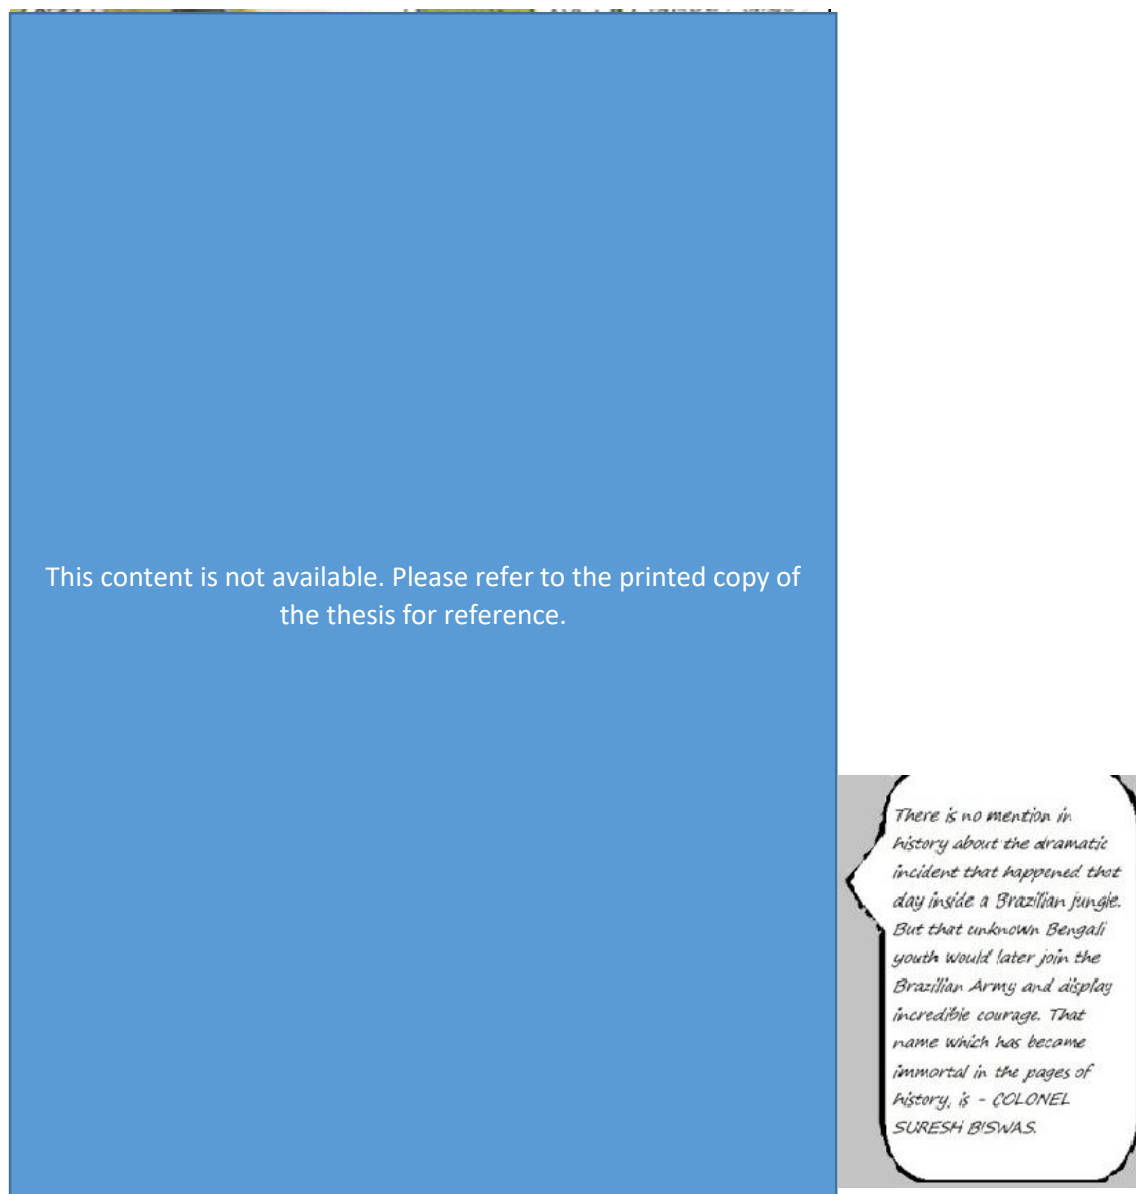 This content is not available. Please refer to the printed copy of
the thesis for reference.
There is no mention in
history about the dramatic
incident that happened that
day inside a Brazilian jungle.
But that unknown Bengali
youth would later join the
Brazilian Army and display
incredible courage. That
name which has became
immortal in the pages of
history, is - COLONEL
SURESH BISWAS.